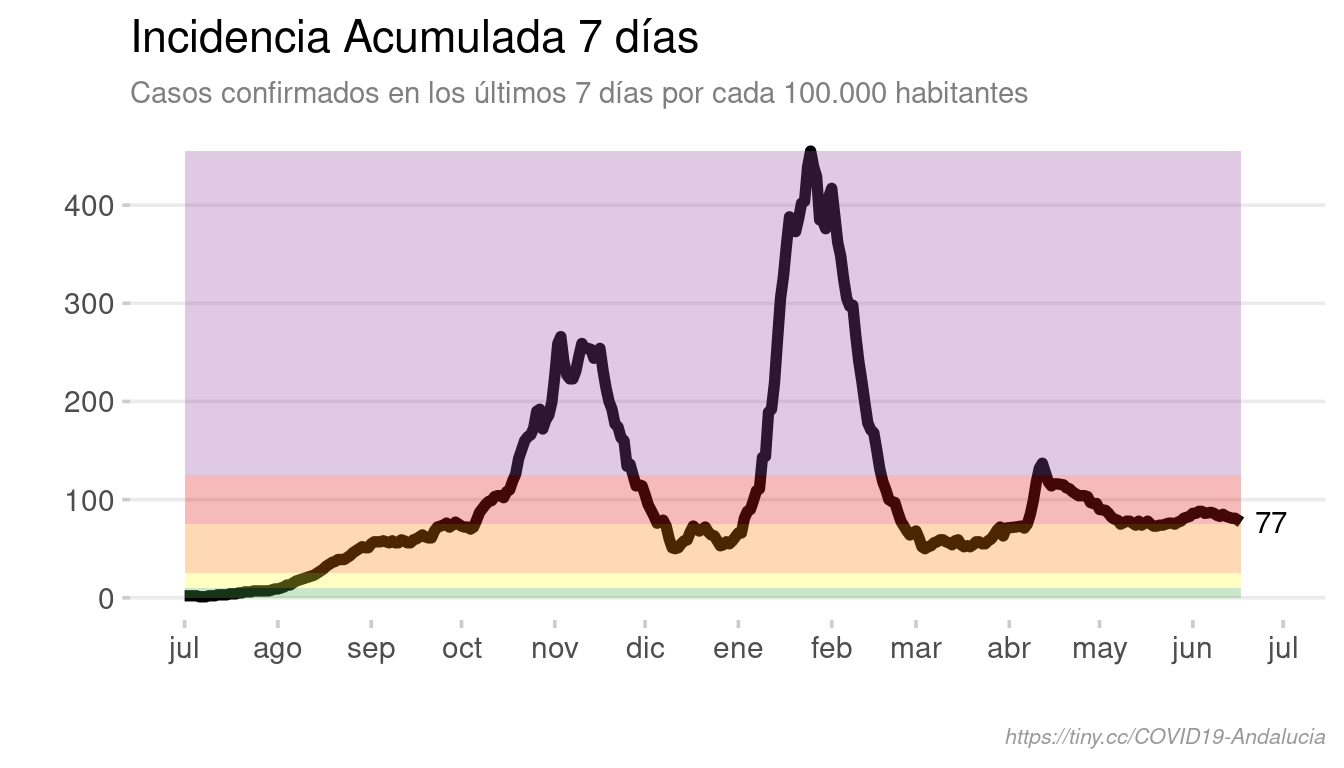 Incidencia Acumulada 7 días
Casos confirmados en los últimos 7 días por cada 100.000 habitantes
400
300
200
100
0
77
jul ago sep oct nov dic ene feb mar abr may jun jul
https://tiny.cc/COVID19-Andalucia